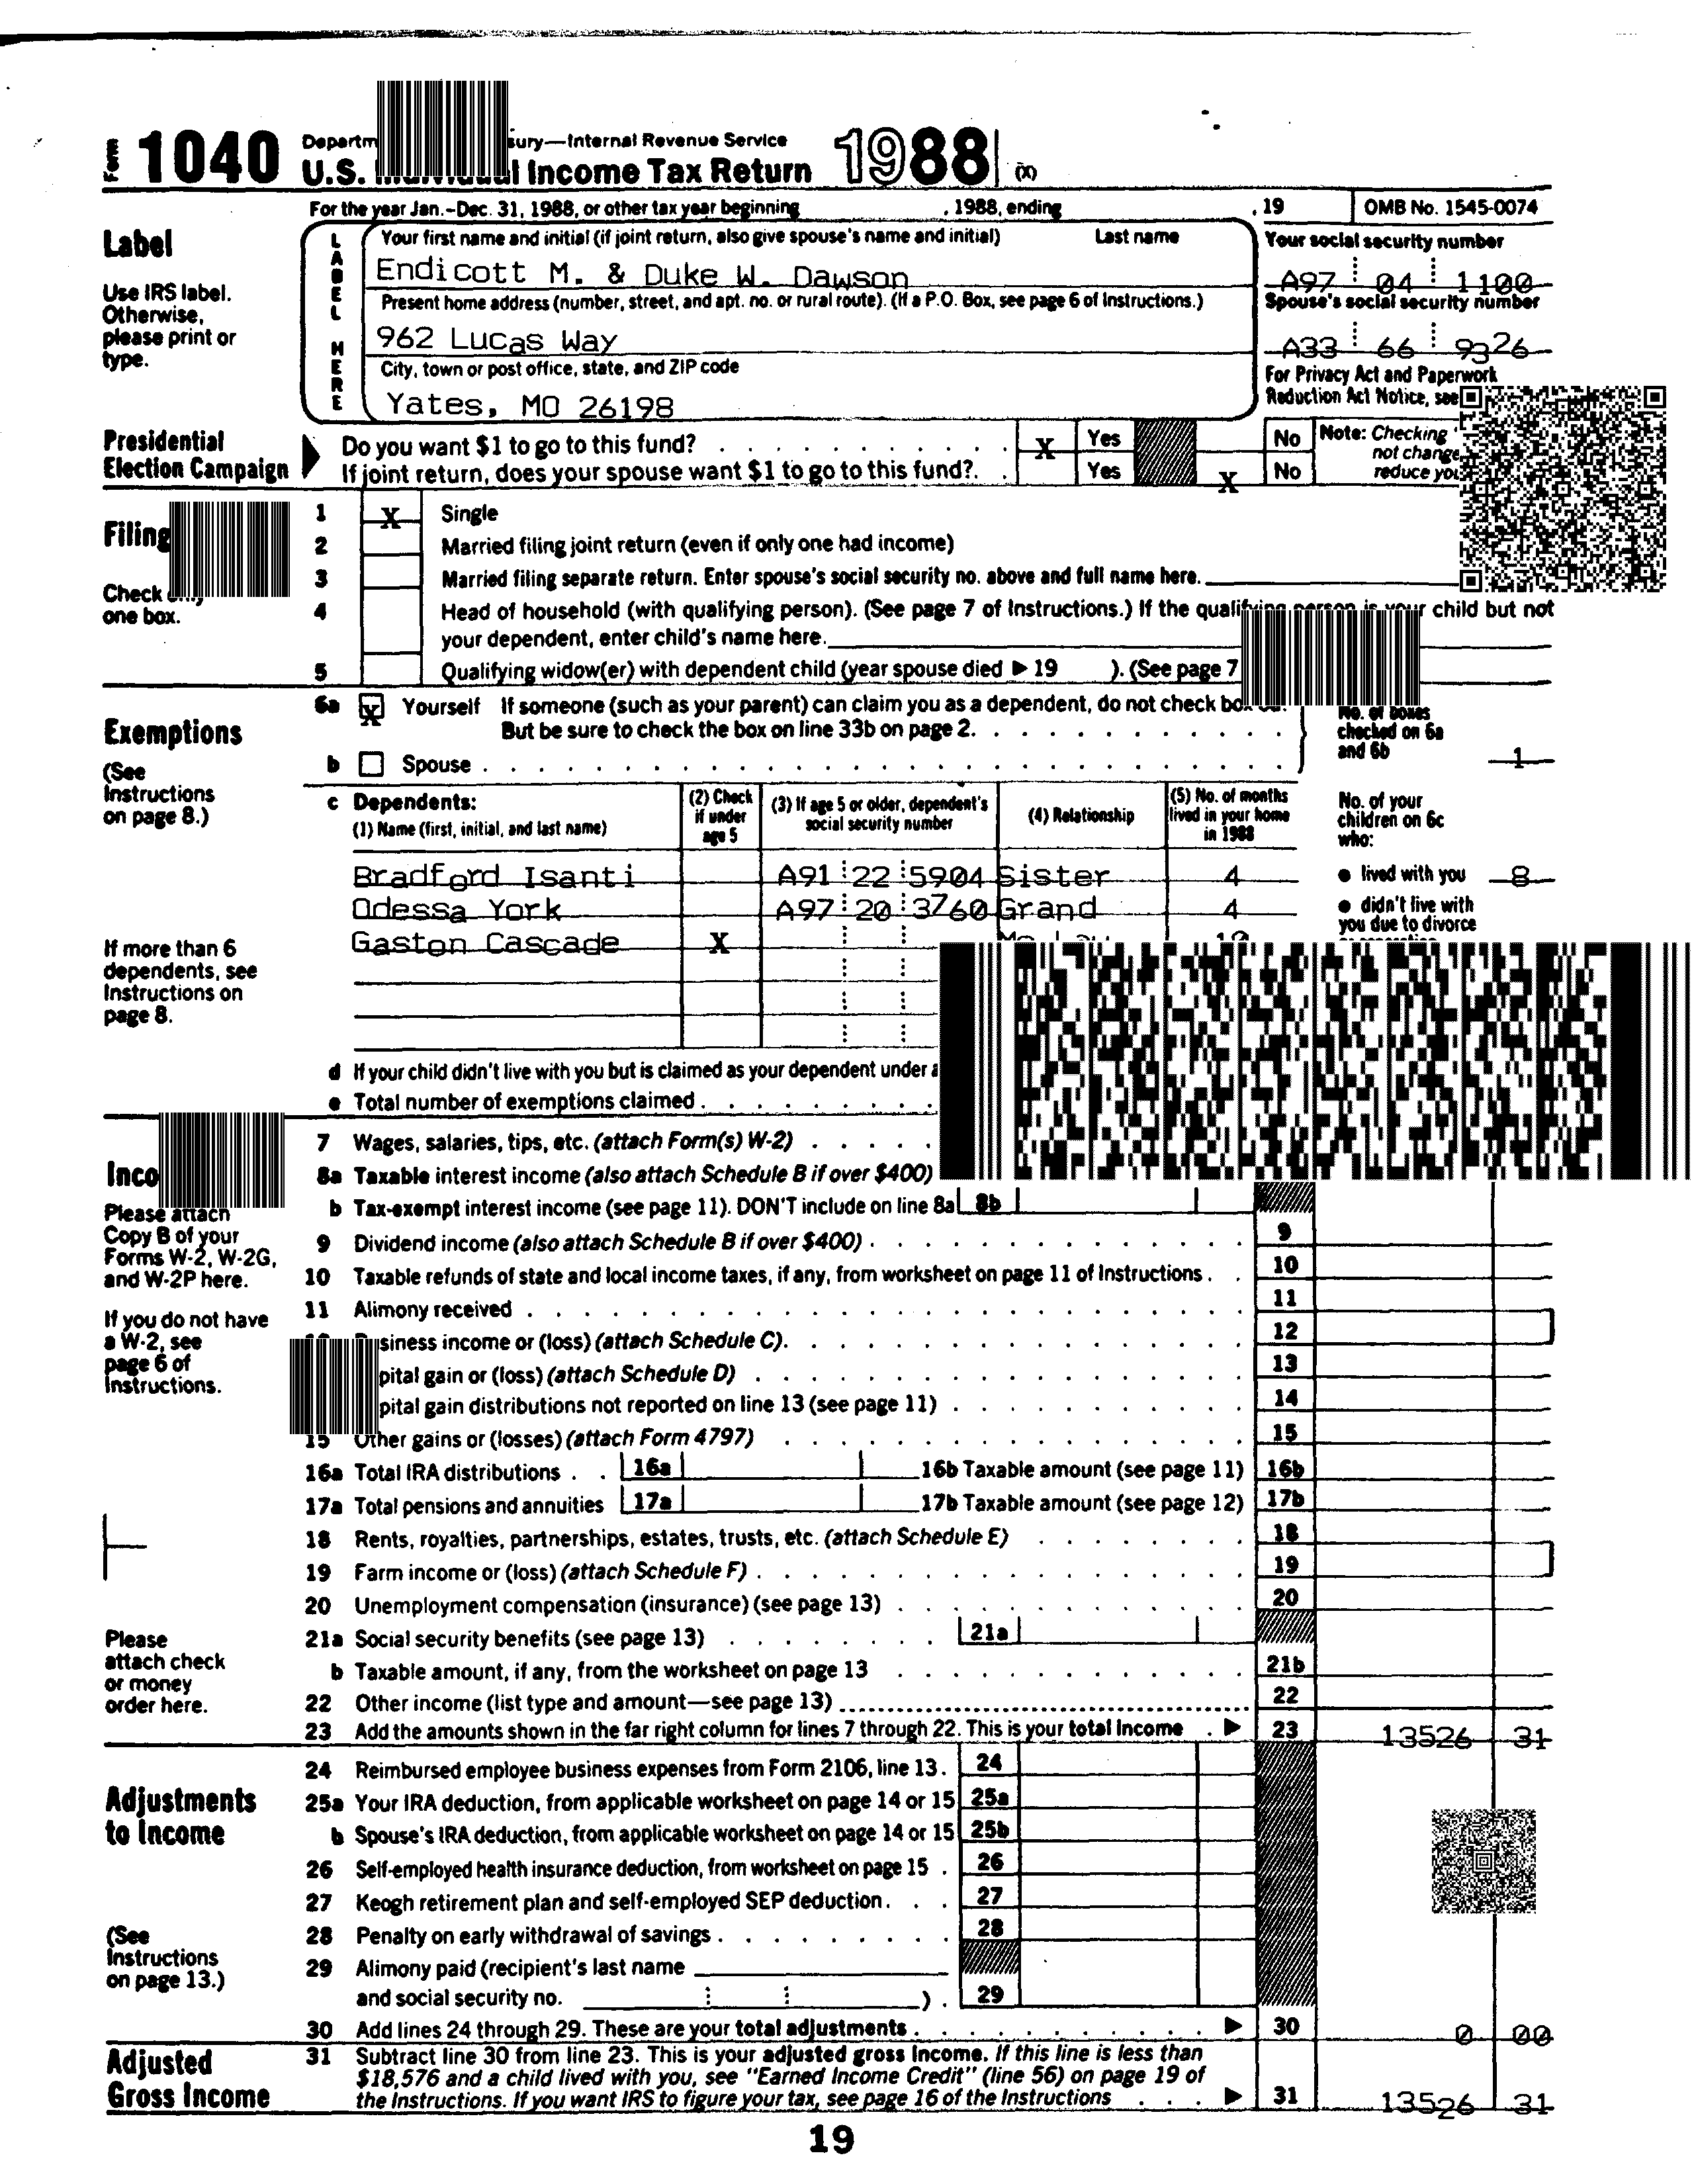 Form 1040 Department of the Treasury—Internal Revenue Service
U.S. Individual Income Tax Return 1988 (X)
For the year Jan.-Dec. 31, 1988, or other tax year beginning , 1988, ending , 19 OMB No. 1545-0074
Label
Use IRS label.
Otherwise,
please print or
type.
LABEL HERE
Your first name and initial (if joint return, also give spouse's name and initial) Last name
Endicott M. & Duke W. Dawson
Present home address (number, street, and apt. no. or rural route). (If a P.O. Box, see page 6 of Instructions.)
962 Lucas Way
City, town or post office, state, and ZIP code
Yates, MO 26198
Your social security number
A97 04 1100
Spouse's social security number
A33 66 9326
For Privacy Act and Paperwork
Reduction Act Notice, see
Presidential
Election Campaign
Do you want $1 to go to this fund? X Yes No
If joint return, does your spouse want $1 to go to this fund? Yes X No
Note: Checking
not change
reduce you
Filing
Check only
one box.
1 X Single
2 Married filing joint return (even if only one had income)
3 Married filing separate return. Enter spouse's social security no. above and full name here.
4 Head of household (with qualifying person). (See page 7 of Instructions.) If the qualifying person is your child but not
your dependent, enter child's name here.
5 Qualifying widow(er) with dependent child (year spouse died ▶ 19 ). (See page 7
Exemptions
(See
Instructions
on page 8.)
6a X Yourself If someone (such as your parent) can claim you as a dependent, do not check box
But be sure to check the box on line 33b on page 2.
b Spouse
No. of boxes
checked on 6a
and 6b 1
c Dependents:
(1) Name (first, initial, and last name)
(2) Check
if under
age 5
(3) If age 5 or older, dependent's
social security number
(4) Relationship
(5) No. of months
lived in your home
in 1988
No. of your
children on 6c
who:
Bradford Isanti A91 22 5904 Sister 4
● lived with you 8
Odessa York A97 20 3760 Grand 4
● didn't live with
you due to divorce
Gaston Cascade X
If more than 6
dependents, see
Instructions on
page 8.
d If your child didn't live with you but is claimed as your dependent under a
e Total number of exemptions claimed
Inco
Please attach
Copy B of your
Forms W-2, W-2G,
and W-2P here.
If you do not have
a W-2, see
page 6 of
Instructions.
7 Wages, salaries, tips, etc. (attach Form(s) W-2)
8a Taxable interest income (also attach Schedule B if over $400)
b Tax-exempt interest income (see page 11). DON'T include on line 8a 8b
9 Dividend income (also attach Schedule B if over $400) 9
10 Taxable refunds of state and local income taxes, if any, from worksheet on page 11 of Instructions 10
11 Alimony received 11
siness income or (loss) (attach Schedule C) 12
pital gain or (loss) (attach Schedule D) 13
pital gain distributions not reported on line 13 (see page 11) 14
15 Other gains or (losses) (attach Form 4797) 15
16a Total IRA distributions 16a 16b Taxable amount (see page 11) 16b
17a Total pensions and annuities 17a 17b Taxable amount (see page 12) 17b
18 Rents, royalties, partnerships, estates, trusts, etc. (attach Schedule E) 18
19 Farm income or (loss) (attach Schedule F) 19
20 Unemployment compensation (insurance) (see page 13) 20
Please
attach check
or money
order here.
21a Social security benefits (see page 13) 21a
b Taxable amount, if any, from the worksheet on page 13 21b
22 Other income (list type and amount—see page 13) 22
23 Add the amounts shown in the far right column for lines 7 through 22. This is your total income ▶ 23 13526 31
Adjustments
to Income
(See
Instructions
on page 13.)
24 Reimbursed employee business expenses from Form 2106, line 13. 24
25a Your IRA deduction, from applicable worksheet on page 14 or 15 25a
b Spouse's IRA deduction, from applicable worksheet on page 14 or 15 25b
26 Self-employed health insurance deduction, from worksheet on page 15 26
27 Keogh retirement plan and self-employed SEP deduction 27
28 Penalty on early withdrawal of savings 28
29 Alimony paid (recipient's last name
and social security no. ) 29
30 Add lines 24 through 29. These are your total adjustments ▶ 30 0 00
Adjusted
Gross Income
31 Subtract line 30 from line 23. This is your adjusted gross income. If this line is less than
$18,576 and a child lived with you, see "Earned Income Credit" (line 56) on page 19 of
the Instructions. If you want IRS to figure your tax, see page 16 of the Instructions ▶ 31 13526 31
19